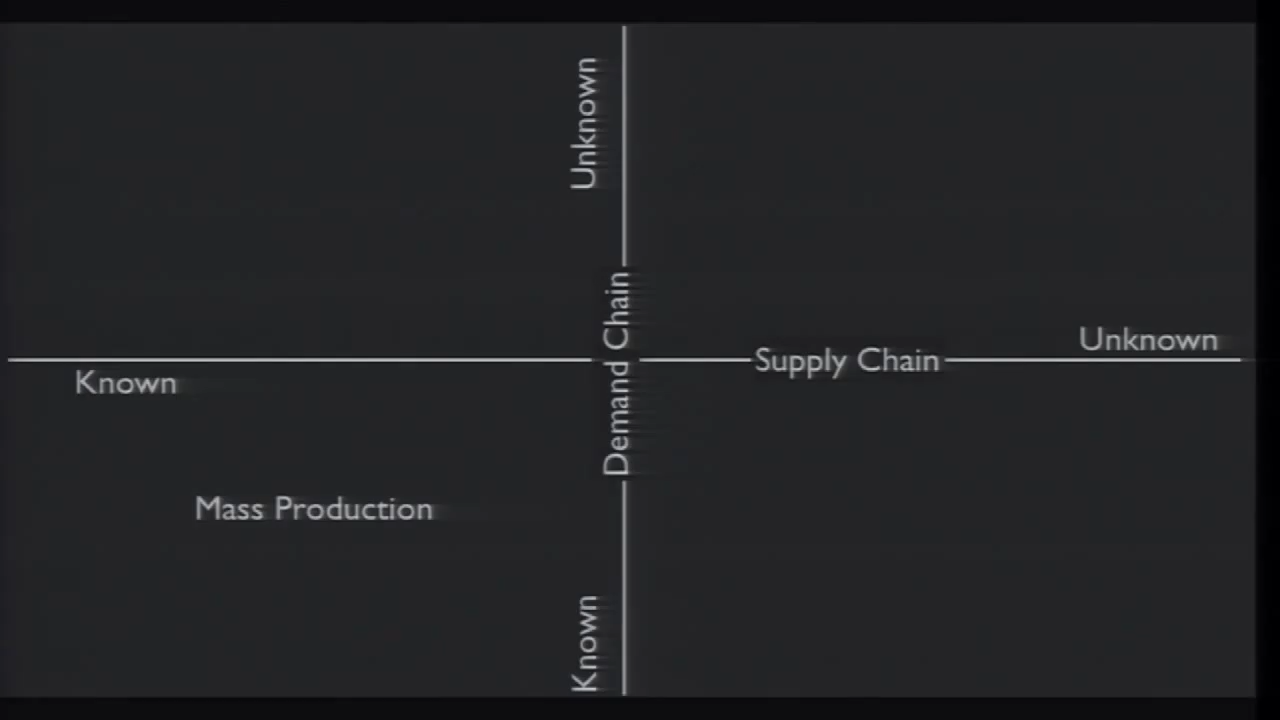 Unknown
Demand Chain
Unknown
Supply Chain
Known
Mass Production
Known